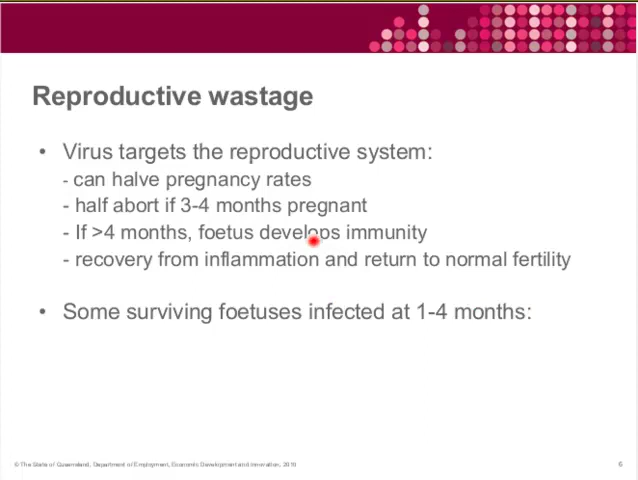 Reproductive wastage
• Virus targets the reproductive system:
- can halve pregnancy rates
- half abort if 3-4 months pregnant
- If >4 months, foetus develops immunity
- recovery from inflammation and return to normal fertility
• Some surviving foetuses infected at 1-4 months:
© The State of Queensland, Department of Employment, Economic Development and Innovation, 2010
6